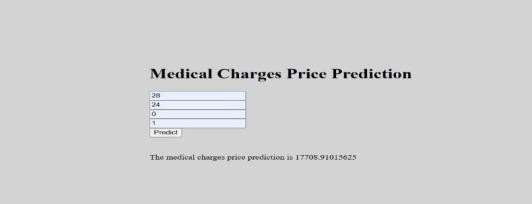 Medical Charges Price Prediction
28
24
0
1
Predict
The medical charges price prediction is 17708.91015625